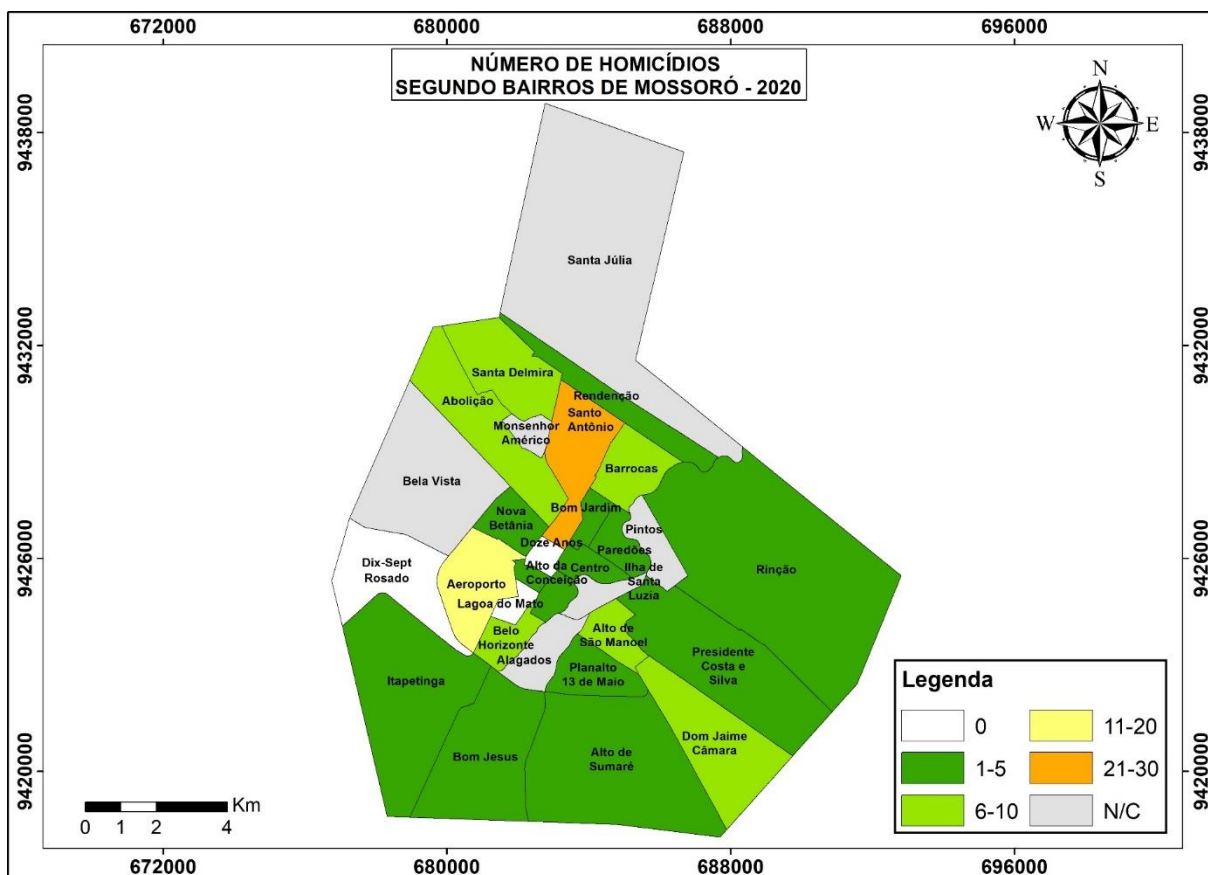 672000
680000
688000
696000
NÚMERO DE HOMICÍDIOS
SEGUNDO BAIRROS DE MOSSORÓ - 2020
N
W
E
S
9438000
9438000
Santa Júlia
9432000
9432000
Santa Delmira
Rendenção
Abolição
Santo
Antônio
Monsenhor
Américo
Barrocas
Bela Vista
Bom Jardim
Nova
Betânia
Pintos
Doze Anos
Paredões
9426000
9426000
Dix-Sept
Rosado
Alto da
Conceição
Centro
Ilha de
Santa
Luzia
Rinção
Aeroporto
Lagoa do Mato
Belo
Horizonte
Alto de
São Manoel
Alagados
Planalto
13 de Maio
Presidente
Costa e
Silva
Itapetinga
Dom Jaime
Câmara
Bom Jesus
Alto de
Sumaré
9420000
9420000
Legenda
0
11-20
1-5
21-30
6-10
N/C
Km
0 1 2 4
672000
680000
688000
696000